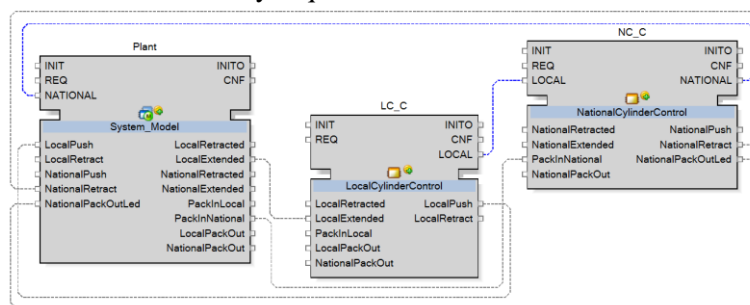 Plant
INIT INITO
REQ CNF
NATIONAL
System_Model
LocalPush LocalRetracted
LocalRetract LocalExtended
NationalPush NationalRetracted
NationalRetract NationalExtended
NationalPackOutLed PackInLocal
PackInNational
LocalPackOut
NationalPackOut
LC_C
INIT INITO
REQ CNF
LOCAL
LocalCylinderControl
LocalRetracted LocalPush
LocalExtended LocalRetract
PackInLocal
LocalPackOut
NationalPackOut
NC_C
INIT INITO
REQ CNF
LOCAL NATIONAL
NationalCylinderControl
NationalRetracted NationalPush
NationalExtended NationalRetract
PackInNational NationalPackOutLed
NationalPackOut